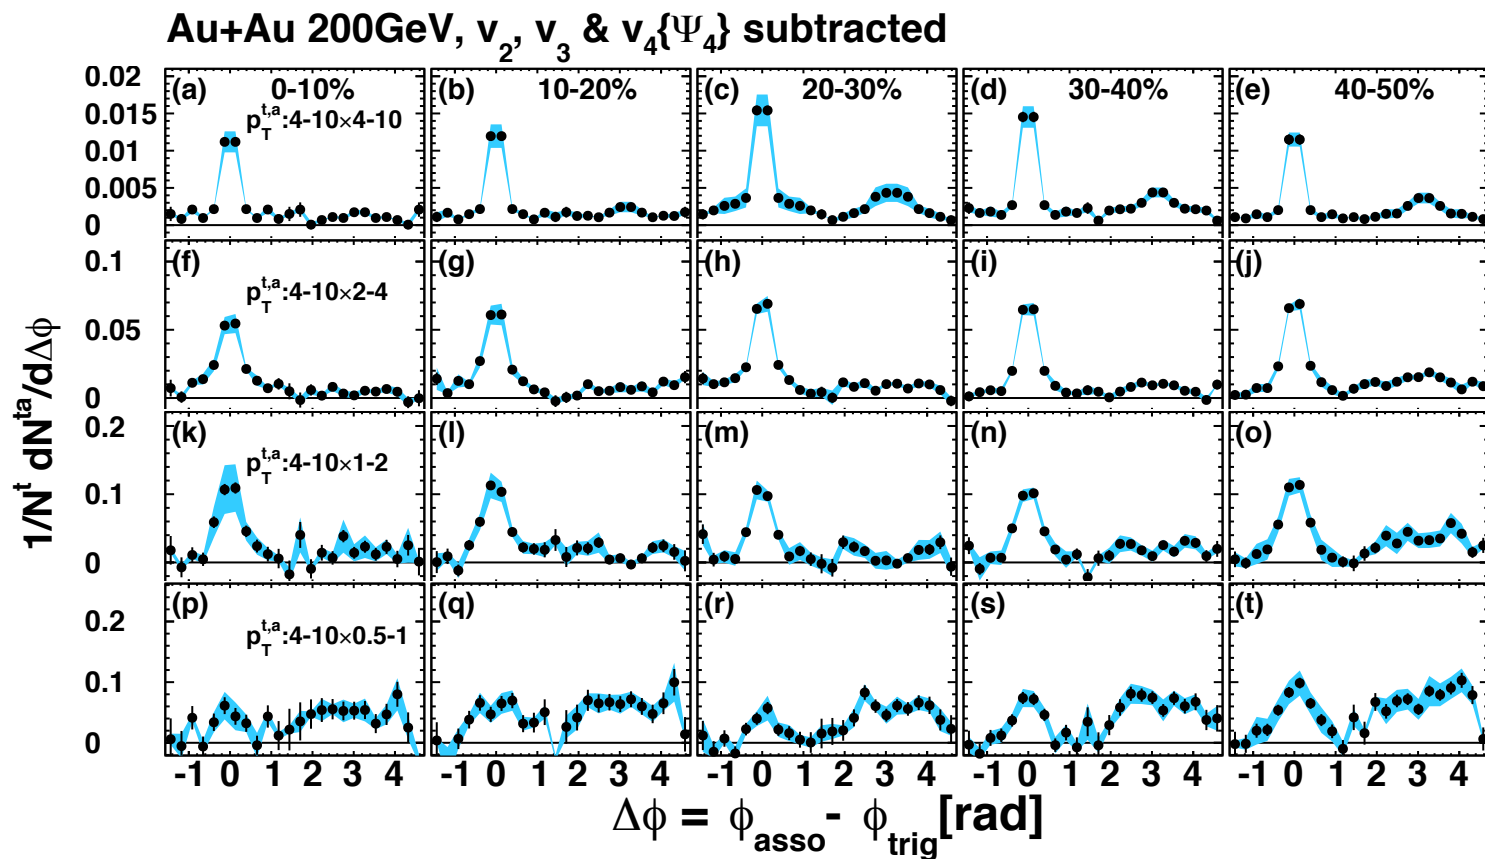 Au+Au 200GeV, v₂, v₃ & v₄{Ψ₄} subtracted
(a) 0-10% (b) 10-20% (c) 20-30% (d) 30-40% (e) 40-50%
p_T^{t,a}:4-10×4-10
0.02
0.015
0.01
0.005
0
(f) (g) (h) (i) (j)
p_T^{t,a}:4-10×2-4
0.1
0.05
0
(k) (l) (m) (n) (o)
p_T^{t,a}:4-10×1-2
0.2
0.1
0
(p) (q) (r) (s) (t)
p_T^{t,a}:4-10×0.5-1
0.2
0.1
0
1/N^t dN^{ta}/dΔϕ
-1 0 1 2 3 4 -1 0 1 2 3 4 -1 0 1 2 3 4 -1 0 1 2 3 4 -1 0 1 2 3 4
Δϕ = ϕ_asso - ϕ_trig [rad]